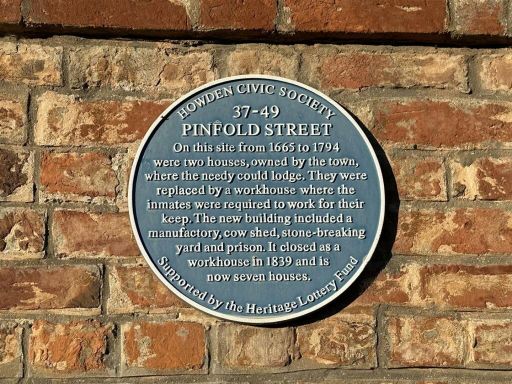 HOWDEN CIVIC SOCIETY
37-49
PINFOLD STREET
On this site from 1665 to 1794
were two houses, owned by the town,
where the needy could lodge. They were
replaced by a workhouse where the
inmates were required to work for their
keep. The new building included a
manufactory, cow shed, stone-breaking
yard and prison. It closed as a
workhouse in 1839 and is
now seven houses.
Supported by the Heritage Lottery Fund